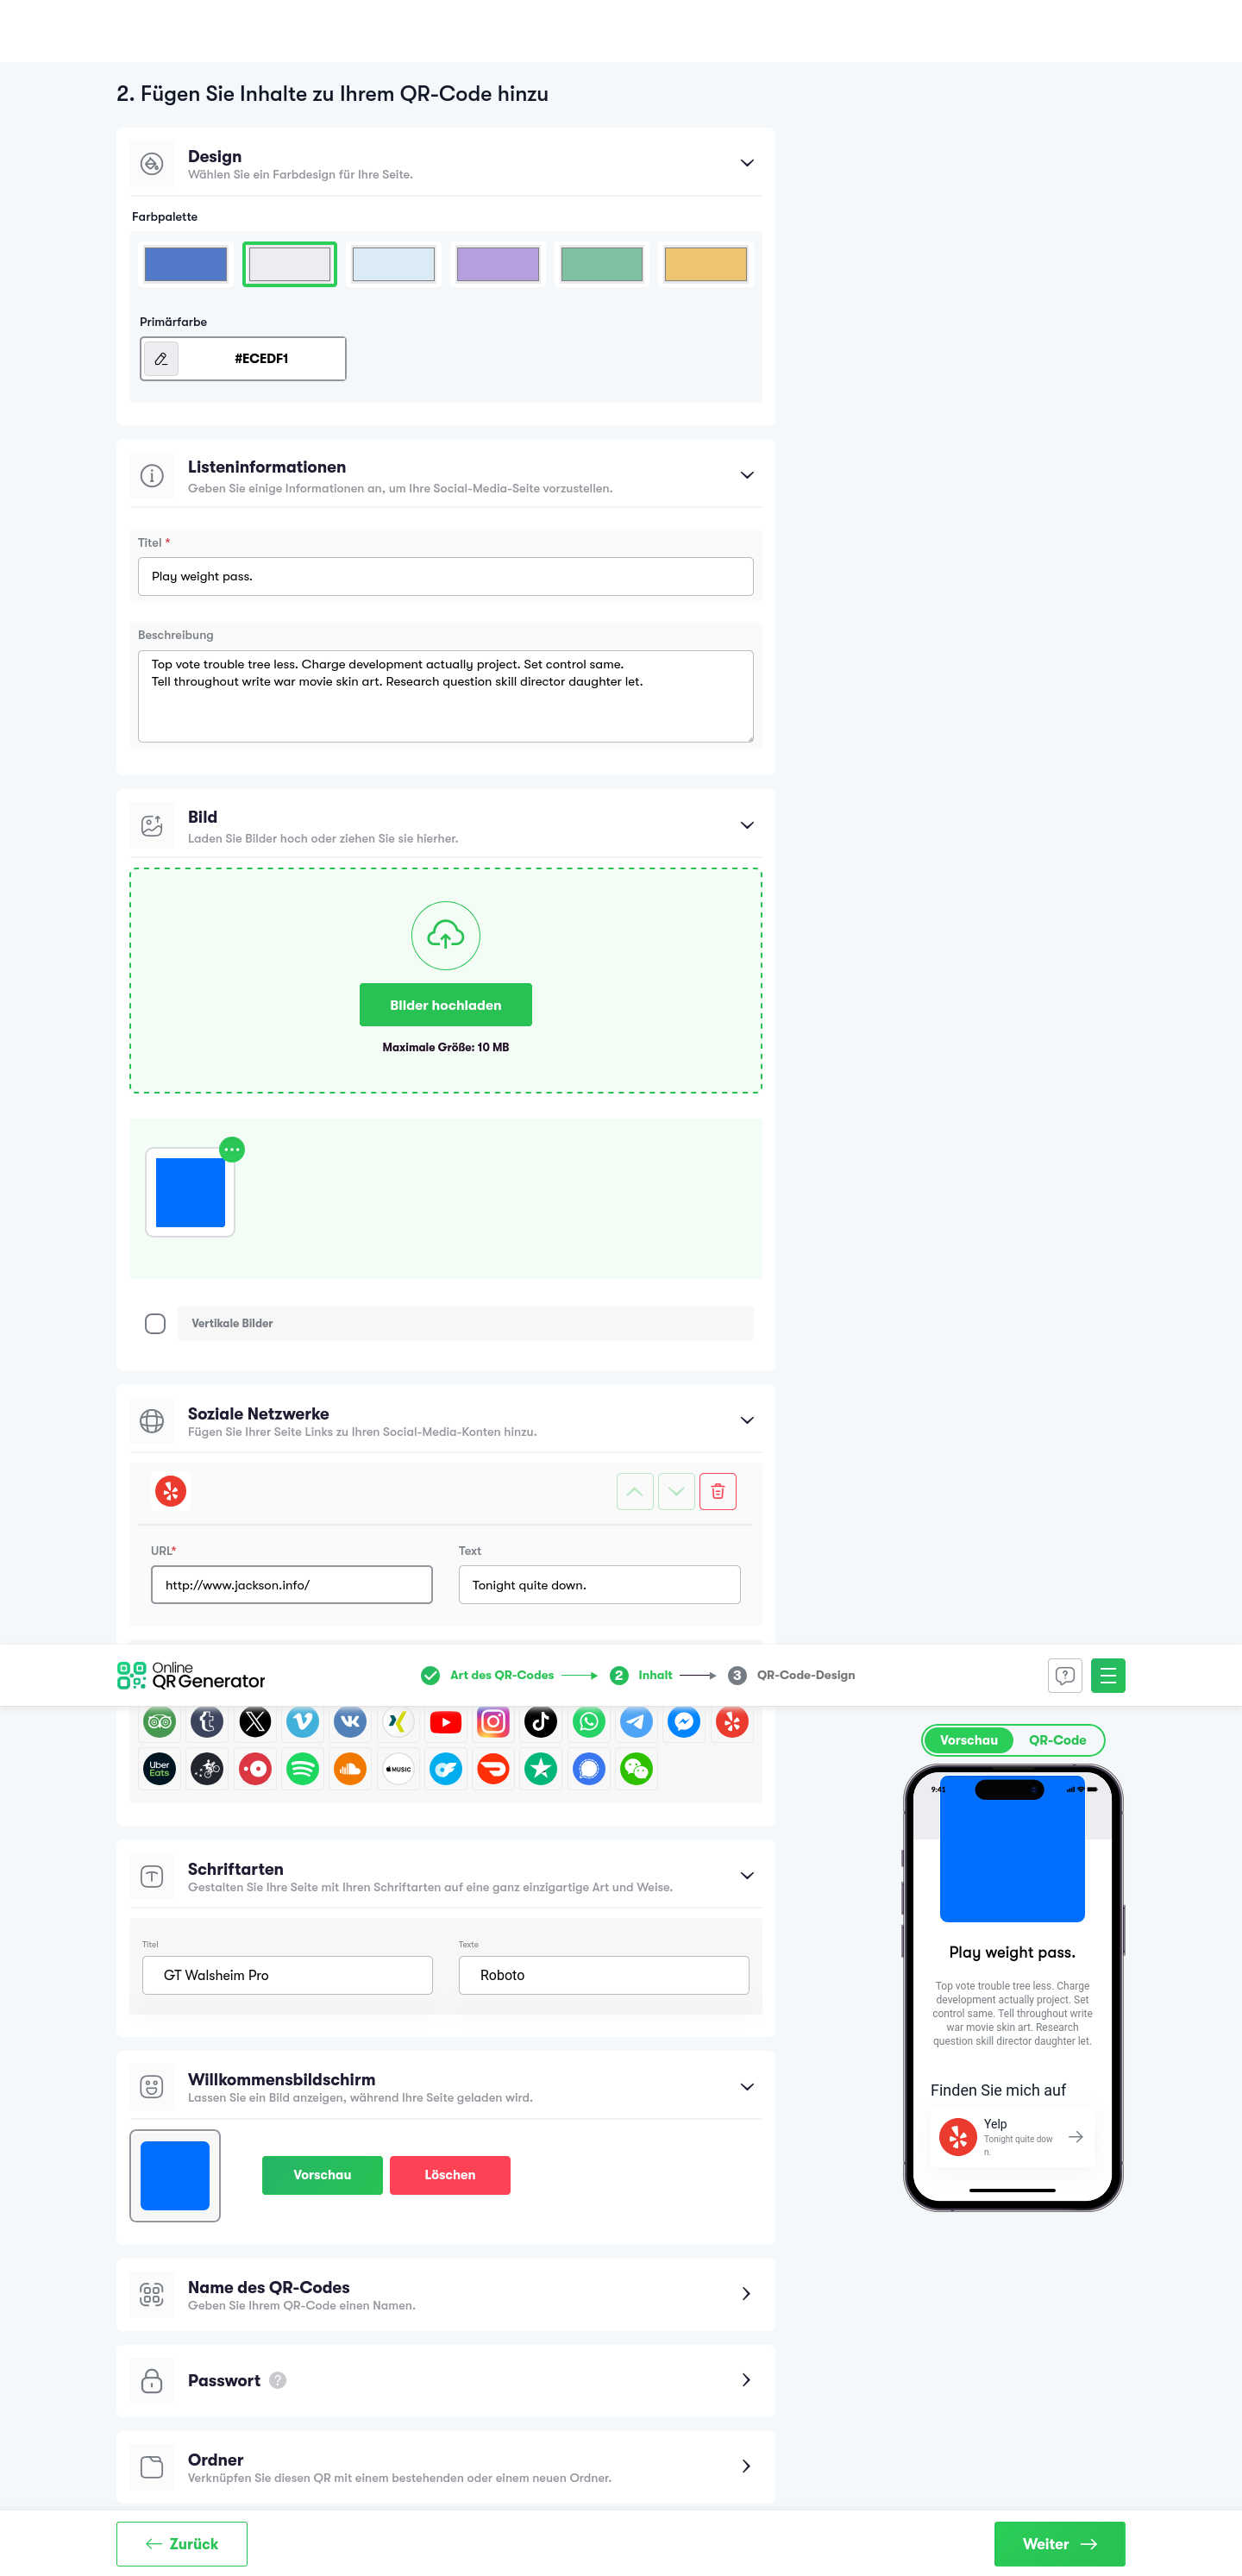 2. Fügen Sie Inhalte zu Ihrem QR-Code hinzu
Design
Wählen Sie ein Farbdesign für Ihre Seite.
Farbpalette
Primärfarbe
#ECEDF1
Listeninformationen
Geben Sie einige Informationen an, um Ihre Social-Media-Seite vorzustellen.
Titel *
Play weight pass.
Beschreibung
Top vote trouble tree less. Charge development actually project. Set control same.
Tell throughout write war movie skin art. Research question skill director daughter let.
Bild
Laden Sie Bilder hoch oder ziehen Sie sie hierher.
Bilder hochladen
Maximale Größe: 10 MB
Vertikale Bilder
Soziale Netzwerke
Fügen Sie Ihrer Seite Links zu Ihren Social-Media-Konten hinzu.
URL*
Text
http://www.jackson.info/
Tonight quite down.
Online
QR Generator
Art des QR-Codes
2
Inhalt
3
QR-Code-Design
Uber
Eats
MUSIC
Schriftarten
Gestalten Sie Ihre Seite mit Ihren Schriftarten auf eine ganz einzigartige Art und Weise.
Titel
Texte
GT Walsheim Pro
Roboto
Willkommensbildschirm
Lassen Sie ein Bild anzeigen, während Ihre Seite geladen wird.
Vorschau
Löschen
Name des QR-Codes
Geben Sie Ihrem QR-Code einen Namen.
Passwort ?
Ordner
Verknüpfen Sie diesen QR mit einem bestehenden oder einem neuen Ordner.
Vorschau
QR-Code
9:41
Play weight pass.
Top vote trouble tree less. Charge
development actually project. Set
control same. Tell throughout write
war movie skin art. Research
question skill director daughter let.
Finden Sie mich auf
Yelp
Tonight quite dow
n.
Zurück
Weiter